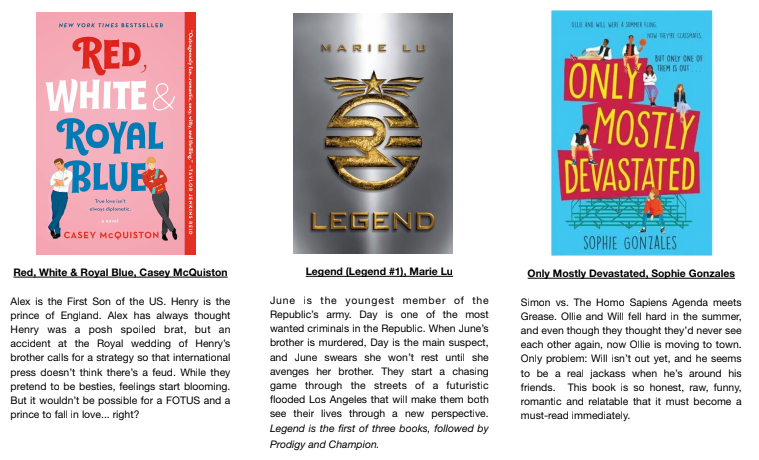 NEW YORK TIMES BESTSELLER
RED,
WHITE &
ROYAL
BLUE
True love isn't
always diplomatic.
a novel
CASEY McQUISTON
"Outrageously fun...romantic, sexy, witty, and thrilling." —TAYLOR JENKINS REID
Red, White & Royal Blue, Casey McQuiston
Alex is the First Son of the US. Henry is the
prince of England. Alex has always thought
Henry was a posh spoiled brat, but an
accident at the Royal wedding of Henry's
brother calls for a strategy so that international
press doesn't think there's a feud. While they
pretend to be besties, feelings start blooming.
But it wouldn't be possible for a FOTUS and a
prince to fall in love... right?
MARIE LU
LEGEND
Legend (Legend #1), Marie Lu
June is the youngest member of the
Republic's army. Day is one of the most
wanted criminals in the Republic. When June's
brother is murdered, Day is the main suspect,
and June swears she won't rest until she
avenges her brother. They start a chasing
game through the streets of a futuristic
flooded Los Angeles that will make them both
see their lives through a new perspective.
Legend is the first of three books, followed by
Prodigy and Champion.
OLLIE AND WILL WERE A SUMMER FLING.
NOW THEY'RE CLASSMATES.
BUT ONLY ONE OF
THEM IS OUT . . .
ONLY
MOSTLY
DEVASTATED
SOPHIE GONZALES
Only Mostly Devastated, Sophie Gonzales
Simon vs. The Homo Sapiens Agenda meets
Grease. Ollie and Will fell hard in the summer,
and even though they thought they'd never see
each other again, now Ollie is moving to town.
Only problem: Will isn't out yet, and he seems
to be a real jackass when he's around his
friends. This book is so honest, raw, funny,
romantic and relatable that it must become a
must-read immediately.